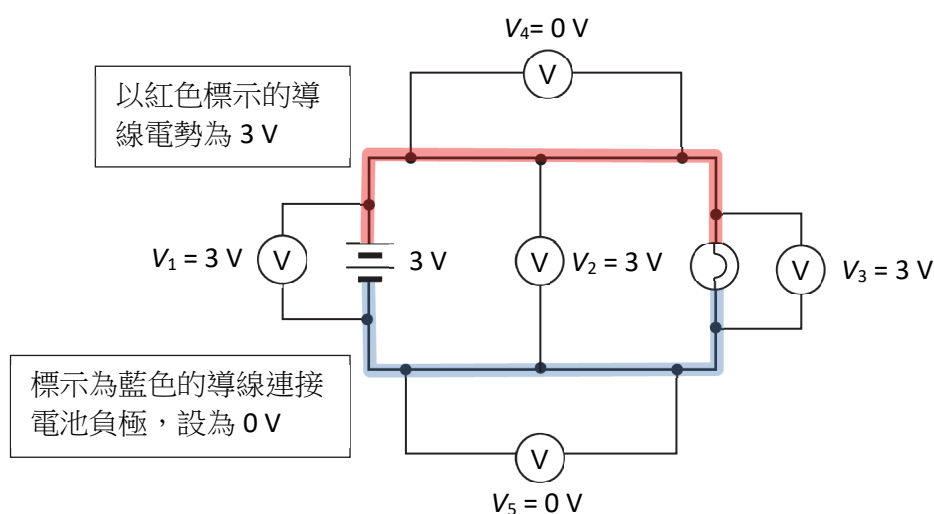 V4= 0 V
V
以紅色標示的導
線電勢為 3 V
V1 = 3 V
V
3 V
V
V2 = 3 V
V
V3 = 3 V
標示為藍色的導線連接
電池負極，設為 0 V
V
V5 = 0 V